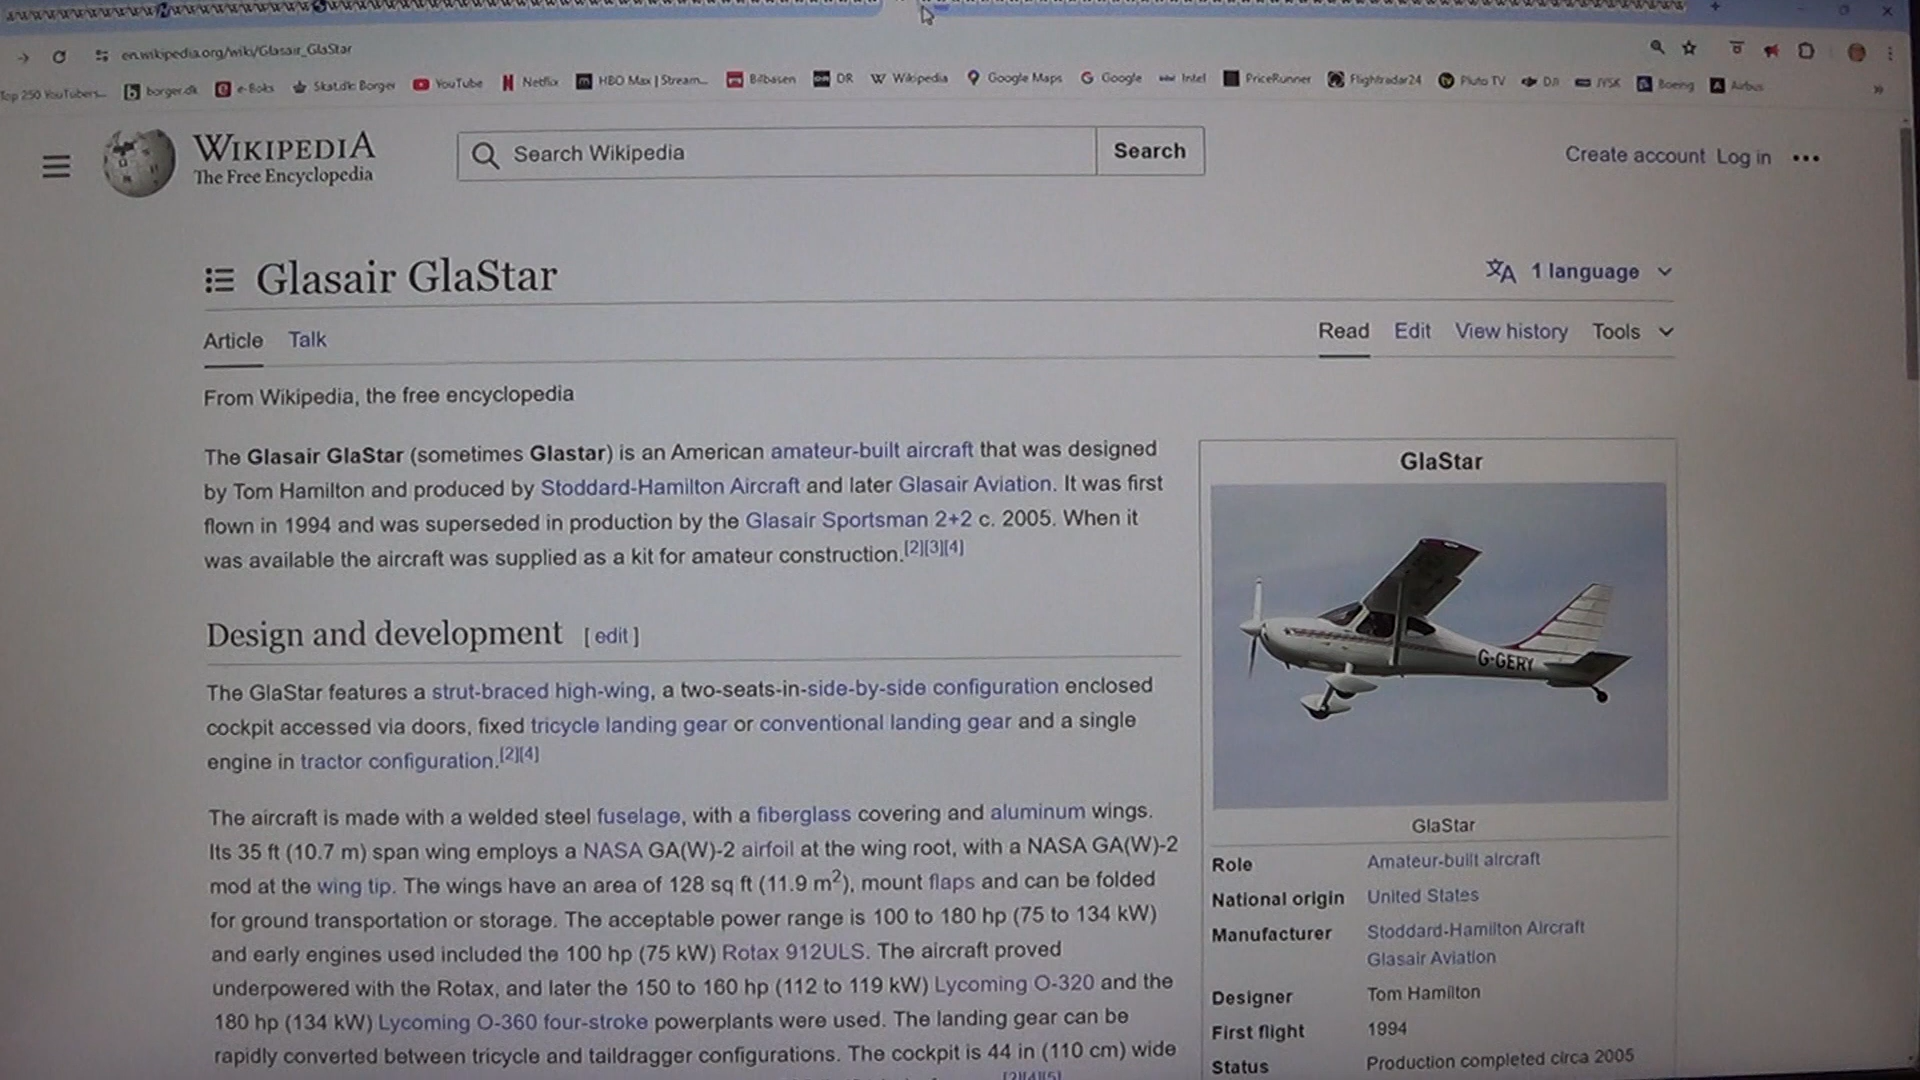 en.wikipedia.org/wiki/Glasair_GlaStar
Top 250 YouTubers... borger.dk e-Boks Skat.dk: Borger YouTube Netflix HBO Max | Stream... Bilbasen DR Wikipedia Google Maps Google Intel PriceRunner Flightradar24 Pluto TV DJI JYSK Boeing Airbus
WIKIPEDIA
The Free Encyclopedia
Search Wikipedia
Search
Create account Log in
Glasair GlaStar
1 language
Article Talk
Read Edit View history Tools
From Wikipedia, the free encyclopedia
The Glasair GlaStar (sometimes Glastar) is an American amateur-built aircraft that was designed
by Tom Hamilton and produced by Stoddard-Hamilton Aircraft and later Glasair Aviation. It was first
flown in 1994 and was superseded in production by the Glasair Sportsman 2+2 c. 2005. When it
was available the aircraft was supplied as a kit for amateur construction.[2][3][4]
Design and development [ edit ]
The GlaStar features a strut-braced high-wing, a two-seats-in-side-by-side configuration enclosed
cockpit accessed via doors, fixed tricycle landing gear or conventional landing gear and a single
engine in tractor configuration.[2][4]
The aircraft is made with a welded steel fuselage, with a fiberglass covering and aluminum wings.
Its 35 ft (10.7 m) span wing employs a NASA GA(W)-2 airfoil at the wing root, with a NASA GA(W)-2
mod at the wing tip. The wings have an area of 128 sq ft (11.9 m2), mount flaps and can be folded
for ground transportation or storage. The acceptable power range is 100 to 180 hp (75 to 134 kW)
and early engines used included the 100 hp (75 kW) Rotax 912ULS. The aircraft proved
underpowered with the Rotax, and later the 150 to 160 hp (112 to 119 kW) Lycoming O-320 and the
180 hp (134 kW) Lycoming O-360 four-stroke powerplants were used. The landing gear can be
rapidly converted between tricycle and taildragger configurations. The cockpit is 44 in (110 cm) wide
[2][4][5]
GlaStar
G-GERY
GlaStar
Role Amateur-built aircraft
National origin United States
Manufacturer Stoddard-Hamilton Aircraft
Glasair Aviation
Designer Tom Hamilton
First flight 1994
Status Production completed circa 2005